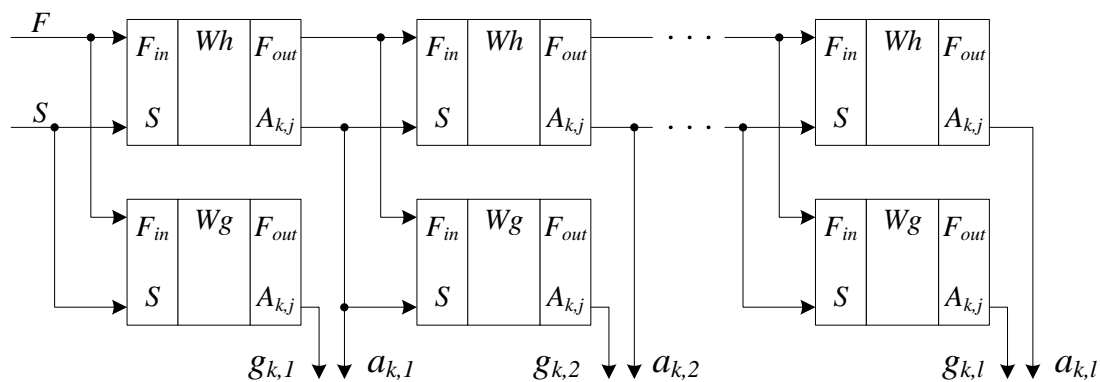 F
F_in Wh F_out F_in Wh F_out · · · F_in Wh F_out
S
S A_k,j S A_k,j · · · S A_k,j
F_in Wg F_out F_in Wg F_out F_in Wg F_out
S A_k,j S A_k,j S A_k,j
g_k,1 a_k,1 g_k,2 a_k,2 g_k,l a_k,l